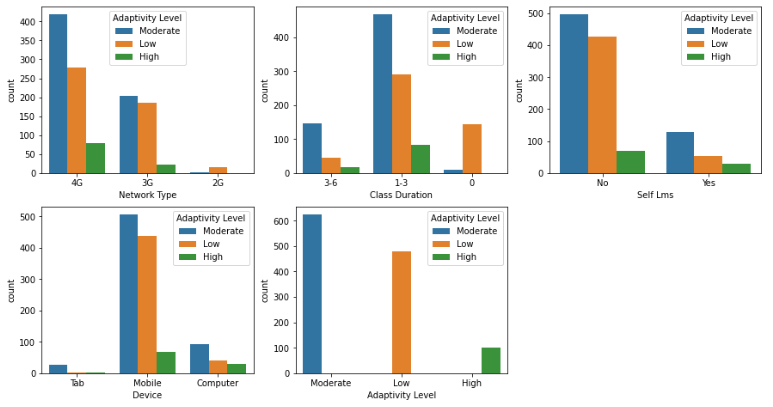 Adaptivity Level
Moderate
Low
High
count
400
350
300
250
200
150
100
50
0
4G 3G 2G
Network Type
Adaptivity Level
Moderate
Low
High
count
400
300
200
100
0
3-6 1-3 0
Class Duration
Adaptivity Level
Moderate
Low
High
count
500
400
300
200
100
0
No Yes
Self Lms
Adaptivity Level
Moderate
Low
High
count
500
400
300
200
100
0
Tab Mobile Computer
Device
Adaptivity Level
Moderate
Low
High
count
600
500
400
300
200
100
0
Moderate Low High
Adaptivity Level